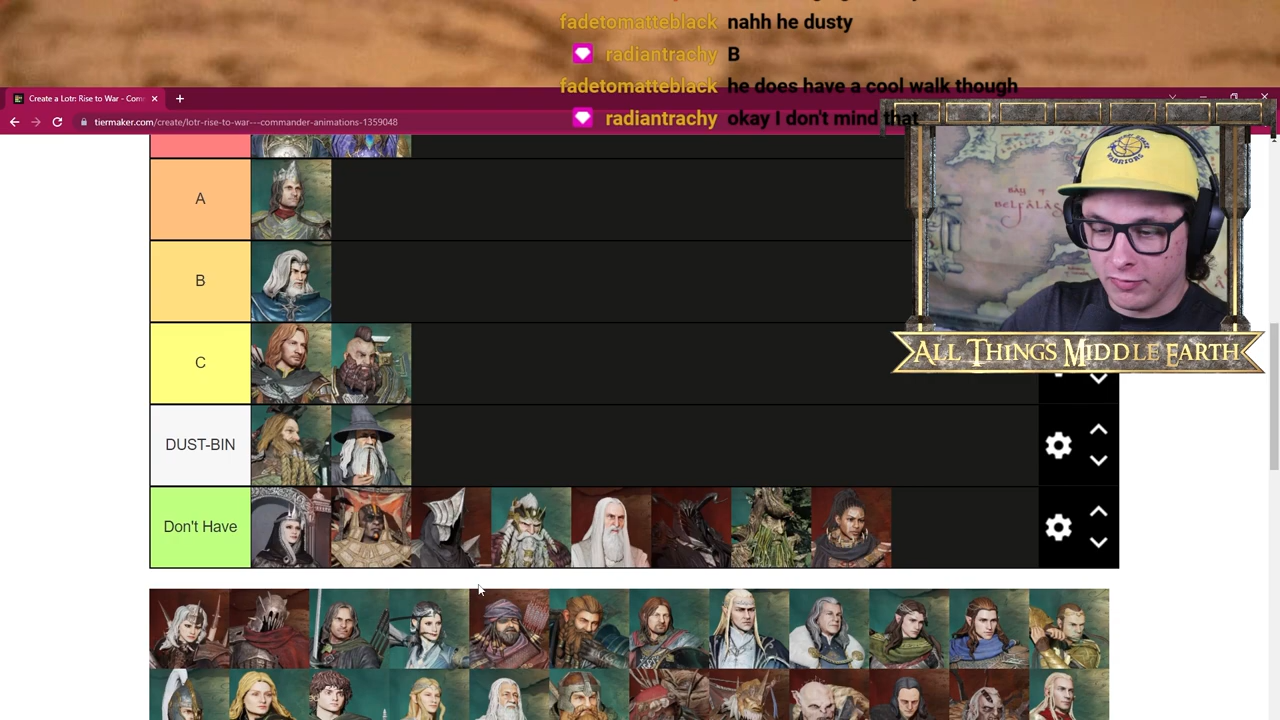 fadetomatteblack nahh he dusty
radiantrachy B
fadetomatteblack he does have a cool walk though
radiantrachy okay I don't mind that
Create a Lotr: Rise to War - Com
tiermaker.com/create/lotr-rise-to-war---commander-animations-1359048
A
B
C
DUST-BIN
Don't Have
WARRIORS
BELFALAS
ALL THINGS MIDDLE EARTH